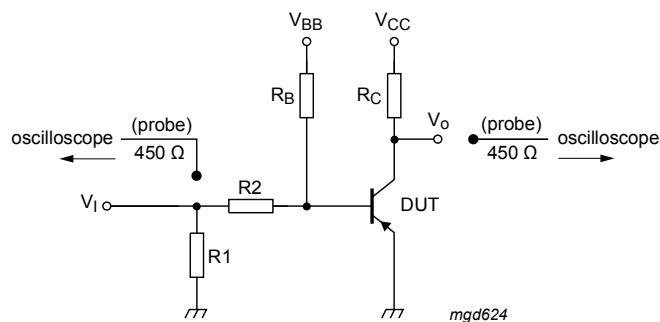 V_BB V_CC
R_B R_C
(probe) V_o (probe)
oscilloscope 450 Ω 450 Ω oscilloscope
R2 DUT
V_I
R1
mgd624